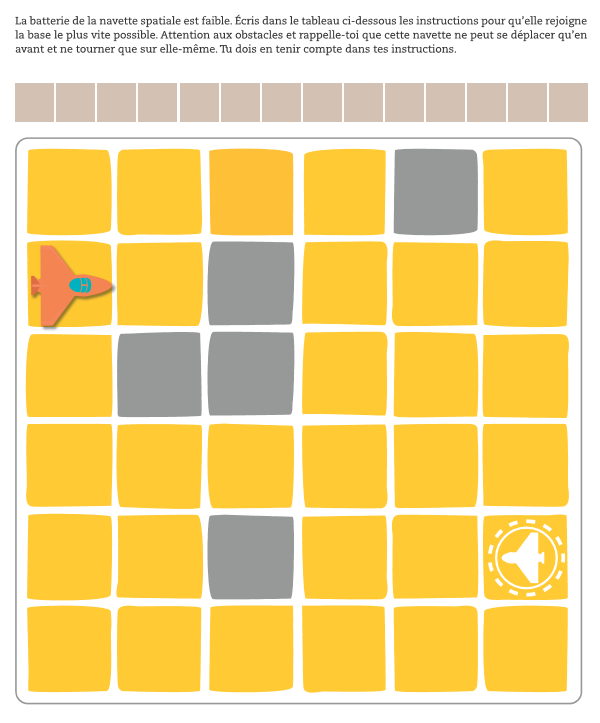 La batterie de la navette spatiale est faible. Écris dans le tableau ci-dessous les instructions pour qu’elle rejoigne
la base le plus vite possible. Attention aux obstacles et rappelle-toi que cette navette ne peut se déplacer qu’en
avant et ne tourner que sur elle-même. Tu dois en tenir compte dans tes instructions.